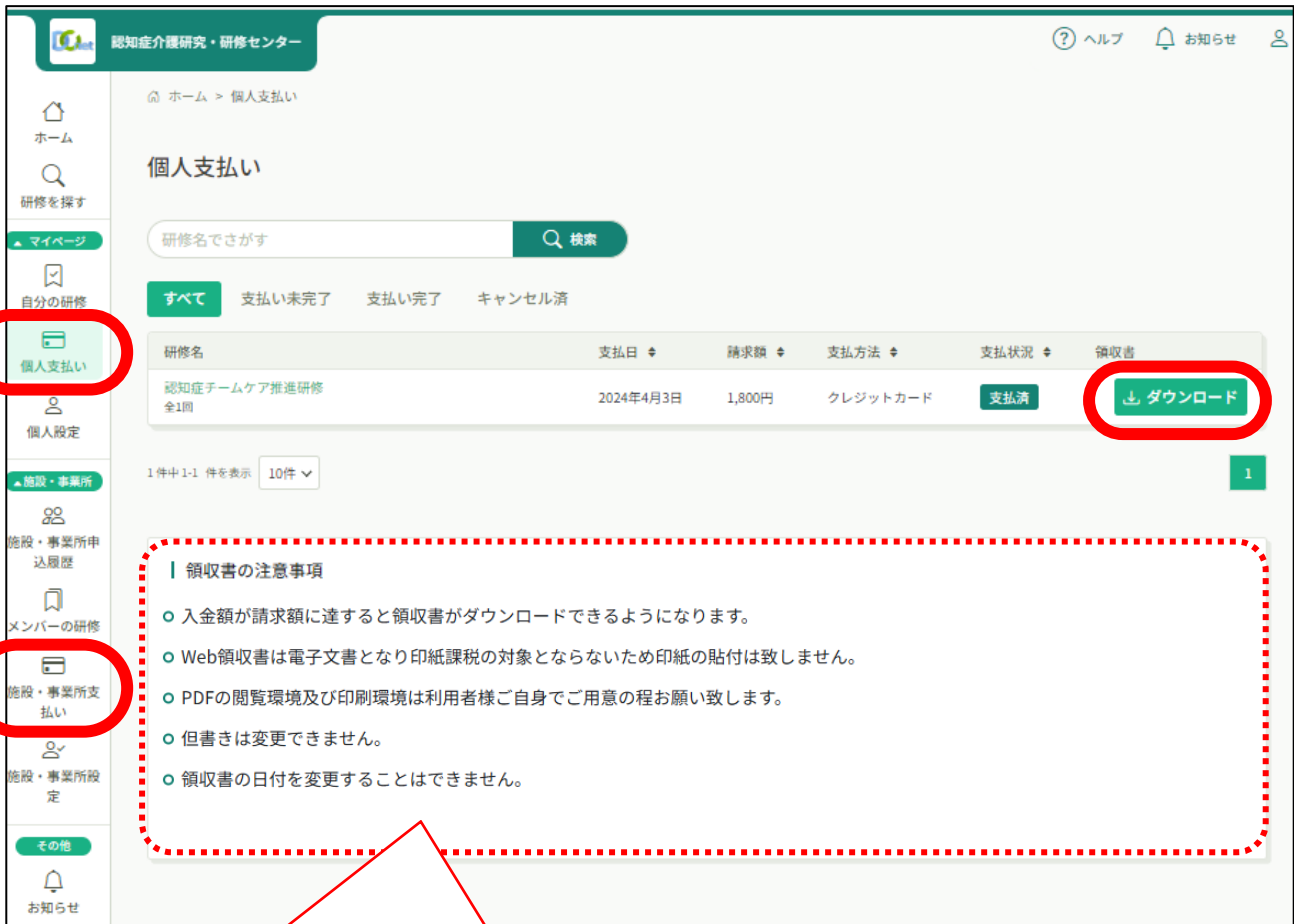 DCnet
認知症介護研究・研修センター
ヘルプ
お知らせ
ホーム > 個人支払い
ホーム
研修を探す
マイページ
自分の研修
個人支払い
個人設定
施設・事業所
施設・事業所申
込履歴
メンバーの研修
施設・事業所支
払い
施設・事業所設
定
その他
お知らせ
個人支払い
研修名でさがす
検索
すべて 支払い未完了 支払い完了 キャンセル済
研修名 支払日 請求額 支払方法 支払状況 領収書
認知症チームケア推進研修
全1回 2024年4月3日 1,800円 クレジットカード 支払済 ダウンロード
1件中1-1 件を表示 10件 1
領収書の注意事項
入金額が請求額に達すると領収書がダウンロードできるようになります。
Web領収書は電子文書となり印紙課税の対象とならないため印紙の貼付は致しません。
PDFの閲覧環境及び印刷環境は利用者様ご自身でご用意の程お願い致します。
但書きは変更できません。
領収書の日付を変更することはできません。